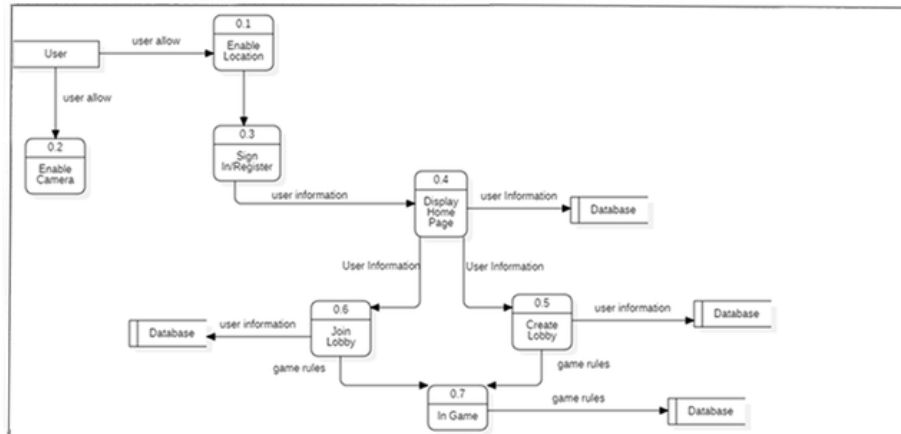 0.1
User
user allow
Enable
Location
user allow
0.2
Enable
Camera
0.3
Sign
In/Register
user information
0.4
Display
Home
Page
user Information
Database
User Information
User Information
0.6
Join
Lobby
user information
Database
0.5
Create
Lobby
user information
Database
game rules
game rules
0.7
In Game
game rules
Database